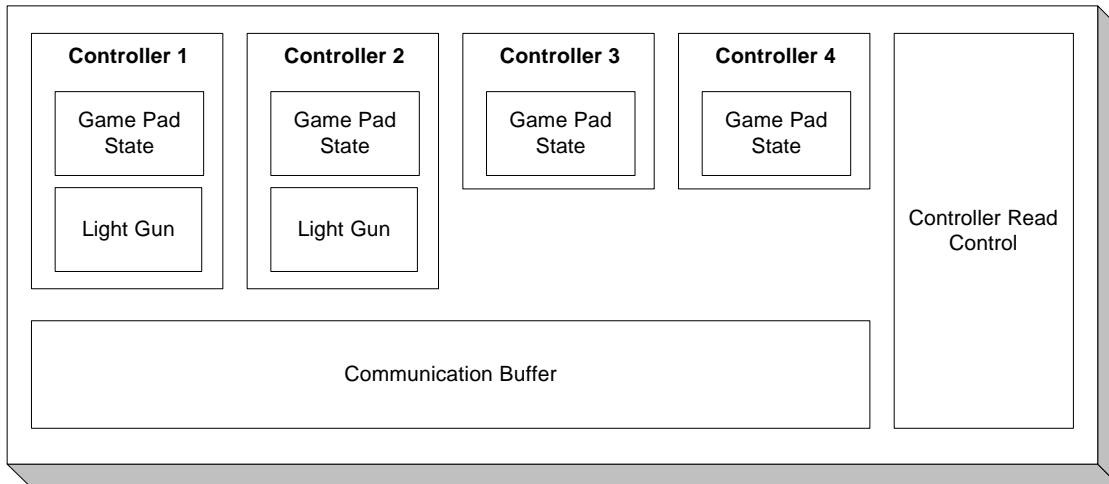 Controller 1
Game Pad
State
Light Gun
Controller 2
Game Pad
State
Light Gun
Controller 3
Game Pad
State
Controller 4
Game Pad
State
Controller Read
Control
Communication Buffer